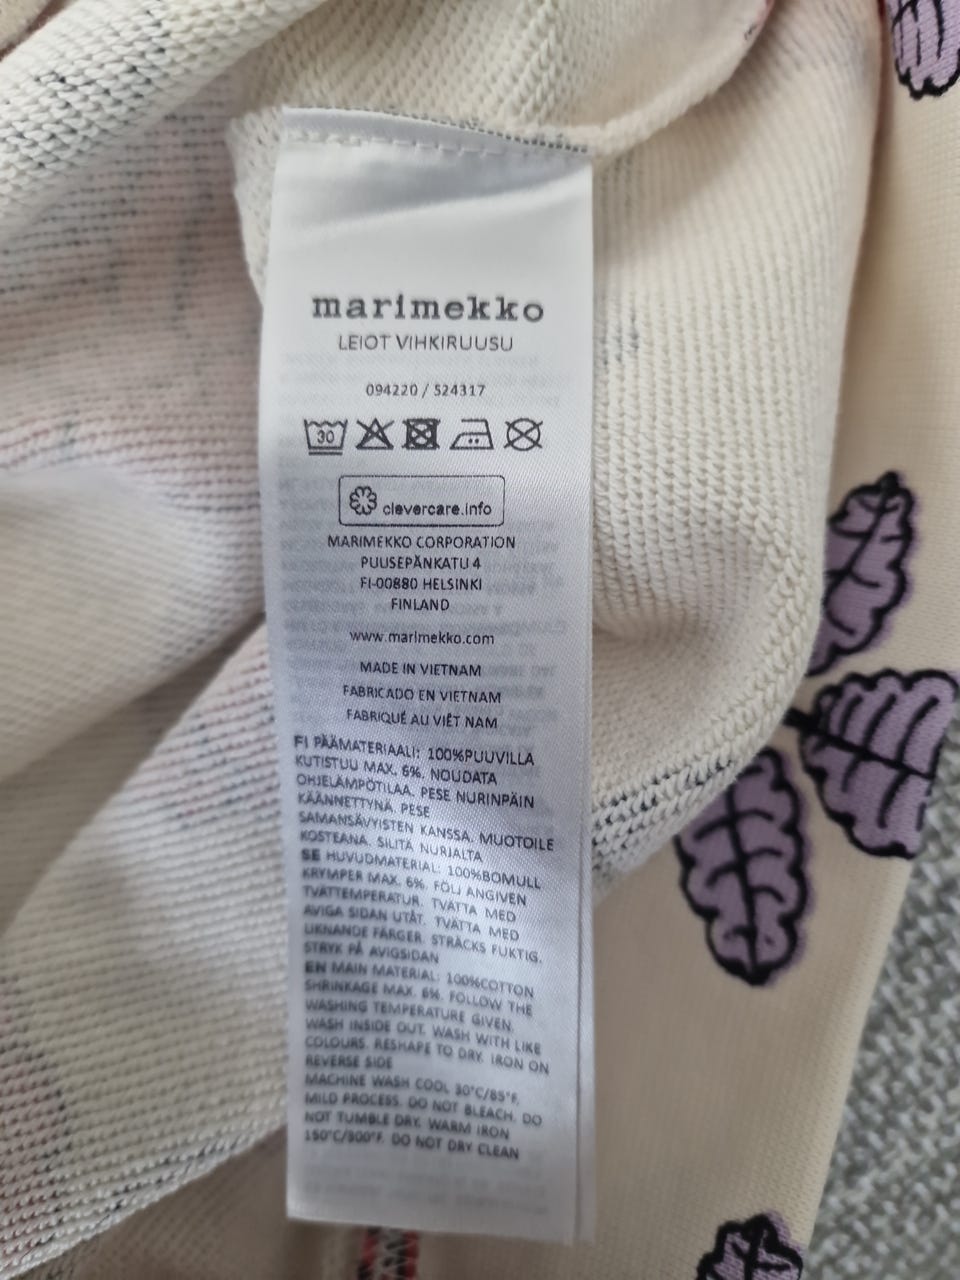 marimekko
LEIOT VIHKIRUUSU
094220 / 524317
30
clevercare.info
MARIMEKKO CORPORATION
PUUSEPÄNKATU 4
FI-00880 HELSINKI
FINLAND
www.marimekko.com
MADE IN VIETNAM
FABRICADO EN VIETNAM
FABRIQUÉ AU VIÊT NAM
FI PÄÄMATERIAALI: 100%PUUVILLA
KUTISTUU MAX. 6%. NOUDATA
OHJELÄMPÖTILAA. PESE NURINPÄIN
KÄÄNNETTYNÄ. PESE
SAMANSÄVYISTEN KANSSA. MUOTOILE
KOSTEANA. SILITÄ NURJALTA
SE HUVUDMATERIAL: 100%BOMULL
KRYMPER MAX. 6%. FÖLJ ANGIVEN
TVÄTTEMPERATUR. TVÄTTA MED
AVIGA SIDAN UTÅT. TVÄTTA MED
LIKNANDE FÄRGER. STRÄCKS FUKTIG.
STRYK PÅ AVIGSIDAN
EN MAIN MATERIAL: 100%COTTON
SHRINKAGE MAX. 6%. FOLLOW THE
WASHING TEMPERATURE GIVEN.
WASH INSIDE OUT. WASH WITH LIKE
COLOURS. RESHAPE TO DRY. IRON ON
REVERSE SIDE
MACHINE WASH COOL 30°C/85°F,
MILD PROCESS. DO NOT BLEACH. DO
NOT TUMBLE DRY. WARM IRON
150°C/300°F. DO NOT DRY CLEAN